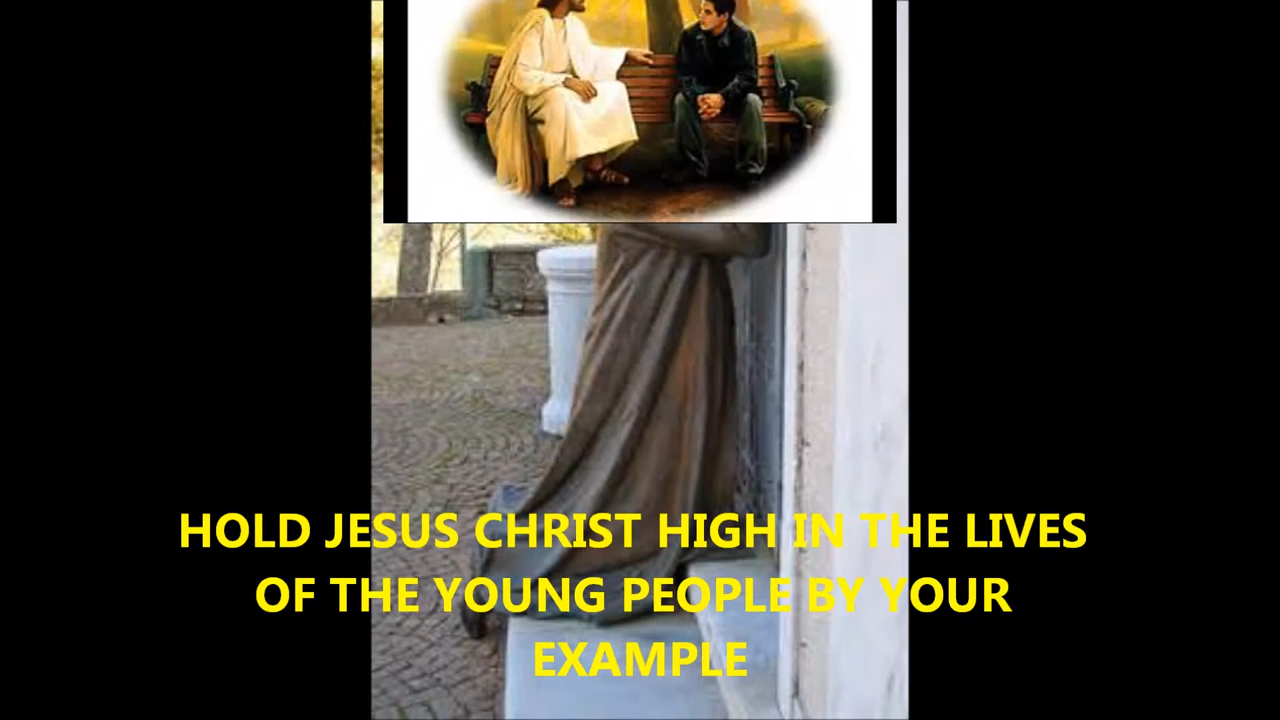 HOLD JESUS CHRIST HIGH IN THE LIVES
OF THE YOUNG PEOPLE BY YOUR
EXAMPLE